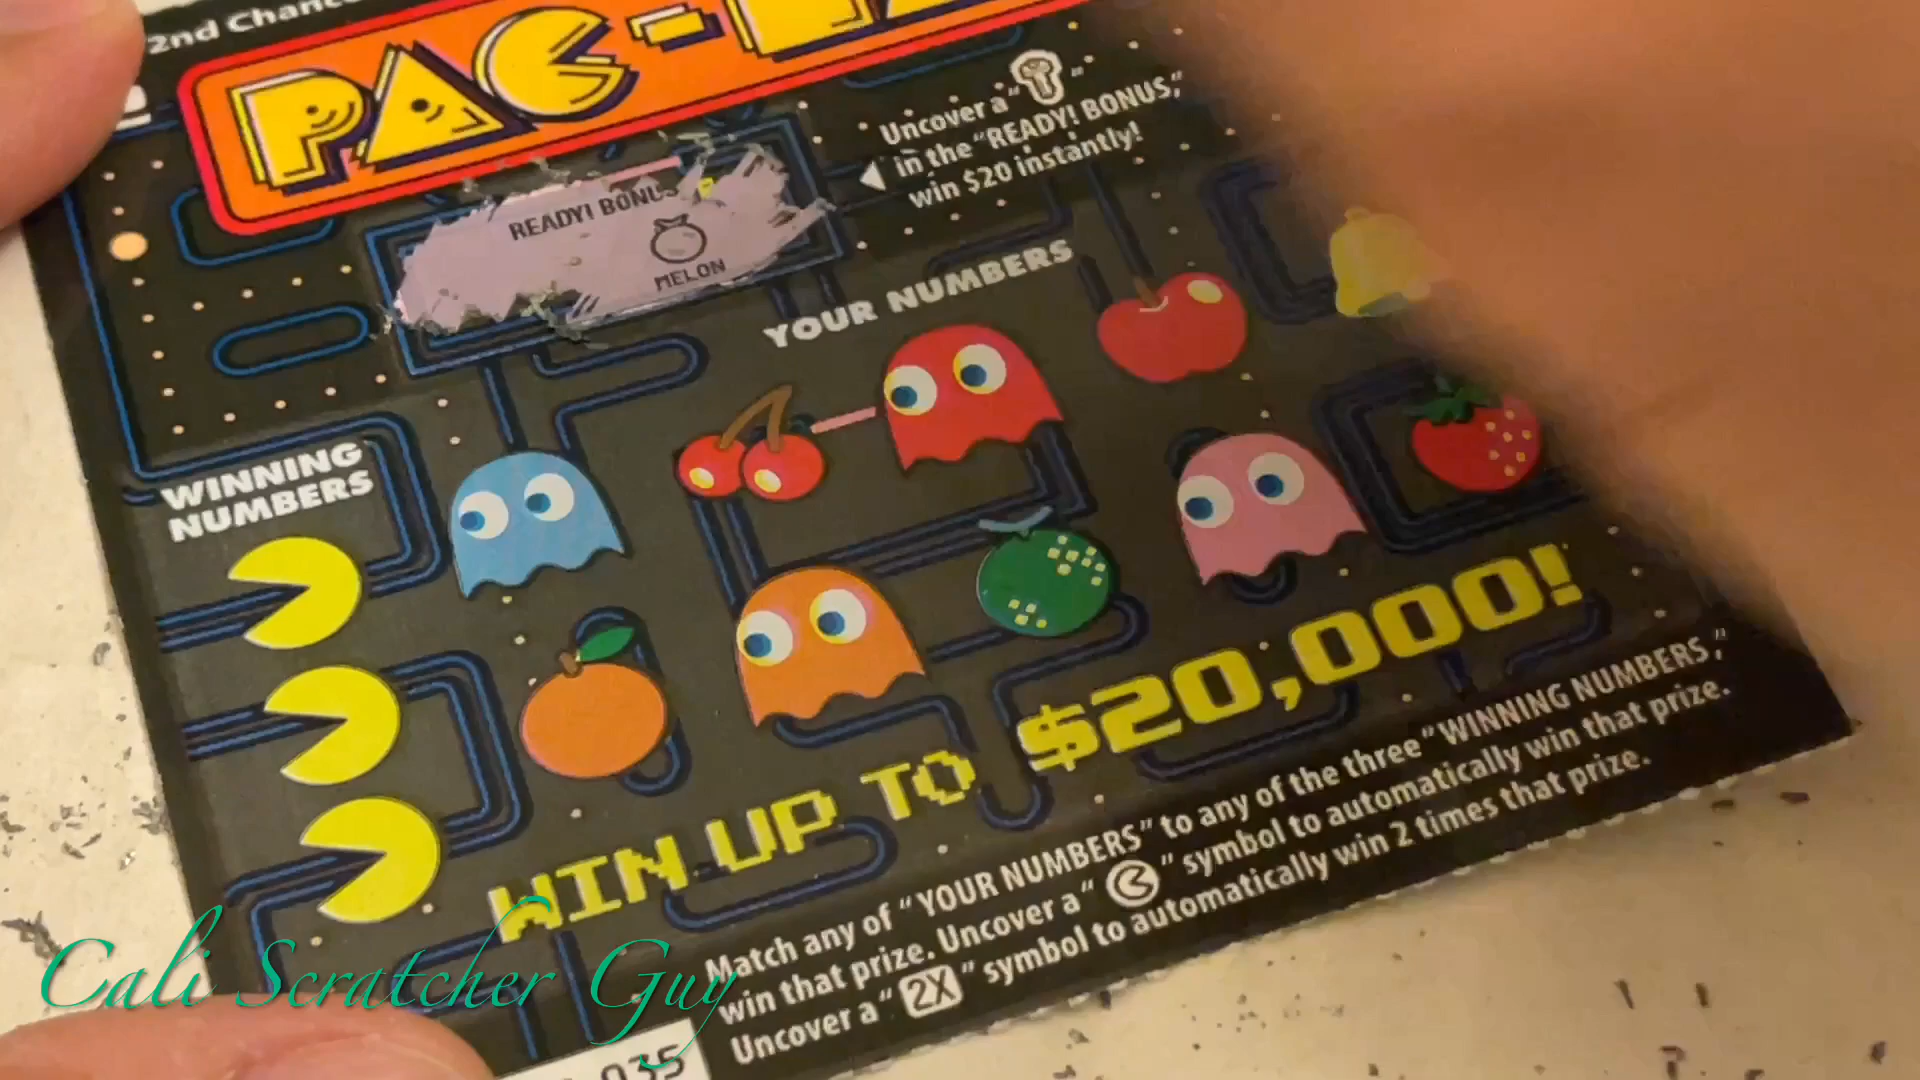 2nd Chance
PAC-
Uncover a " "
in the "READY! BONUS,"
win $20 instantly!
READY! BONUS
MELON
YOUR NUMBERS
WINNING
NUMBERS
WIN UP TO $20,000!
Match any of "YOUR NUMBERS" to any of the three "WINNING NUMBERS,"
win that prize. Uncover a " " symbol to automatically win that prize.
Uncover a "2X" symbol to automatically win 2 times that prize.
035
Cali Scratcher Guy